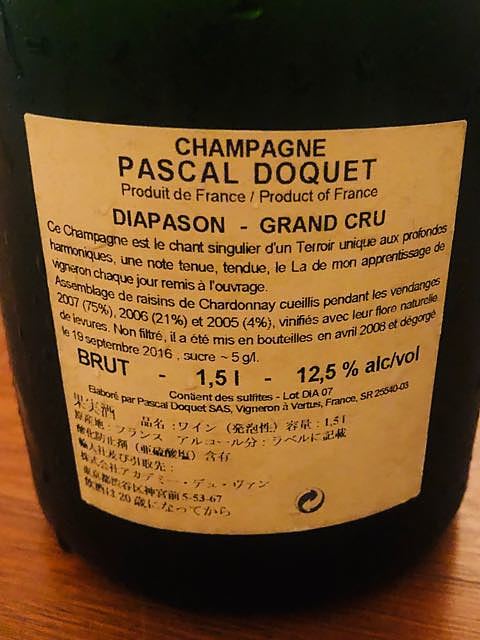 CHAMPAGNE
PASCAL DOQUET
Produit de France / Product of France
DIAPASON - GRAND CRU
Ce Champagne est le chant singulier d'un Terroir unique aux profondes
harmoniques, une note tenue, tendue, le La de mon apprentissage de
vigneron chaque jour remis à l'ouvrage.
Assemblage de raisins de Chardonnay cueillis pendant les vendanges
2007 (75%), 2006 (21%) et 2005 (4%), vinifiés avec leur flore naturelle
de levures. Non filtré, il a été mis en bouteilles en avril 2008 et dégorgé
le 19 septembre 2016 , sucre ~ 5 g/l.
BRUT - 1,5 l - 12,5 % alc/vol
Contient des sulfites - Lot DIA 07
Elaboré par Pascal Doquet SAS, Vigneron à Vertus, France, SR 25540-03
果実酒 品名：ワイン（発泡性）容量：1,5 l
原産地：フランス アルコール分：ラベルに記載
酸化防止剤（亜硫酸塩）含有
輸入社及び引取先：
株式会社アカデミー・デュ・ヴァン
東京都渋谷区神宮前 5-53-67
飲酒は 20 歳になってから